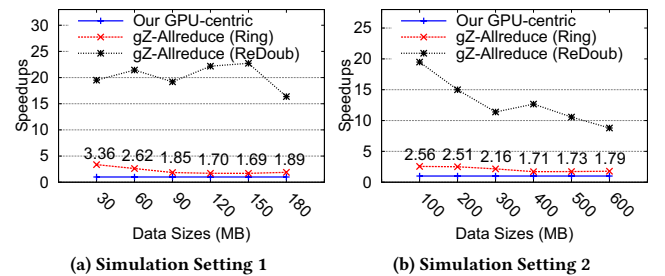 Our GPU-centric
gZ-Allreduce (Ring)
gZ-Allreduce (ReDoub)
Speedups
30
25
20
15
10
5
0
3.36 2.62 1.85 1.70 1.69 1.89
30 60 90 120 150 180
Data Sizes (MB)
(a) Simulation Setting 1
Our GPU-centric
gZ-Allreduce (Ring)
gZ-Allreduce (ReDoub)
Speedups
25
20
15
10
5
0
2.56 2.51 2.16 1.71 1.73 1.79
100 200 300 400 500 600
Data Sizes (MB)
(b) Simulation Setting 2